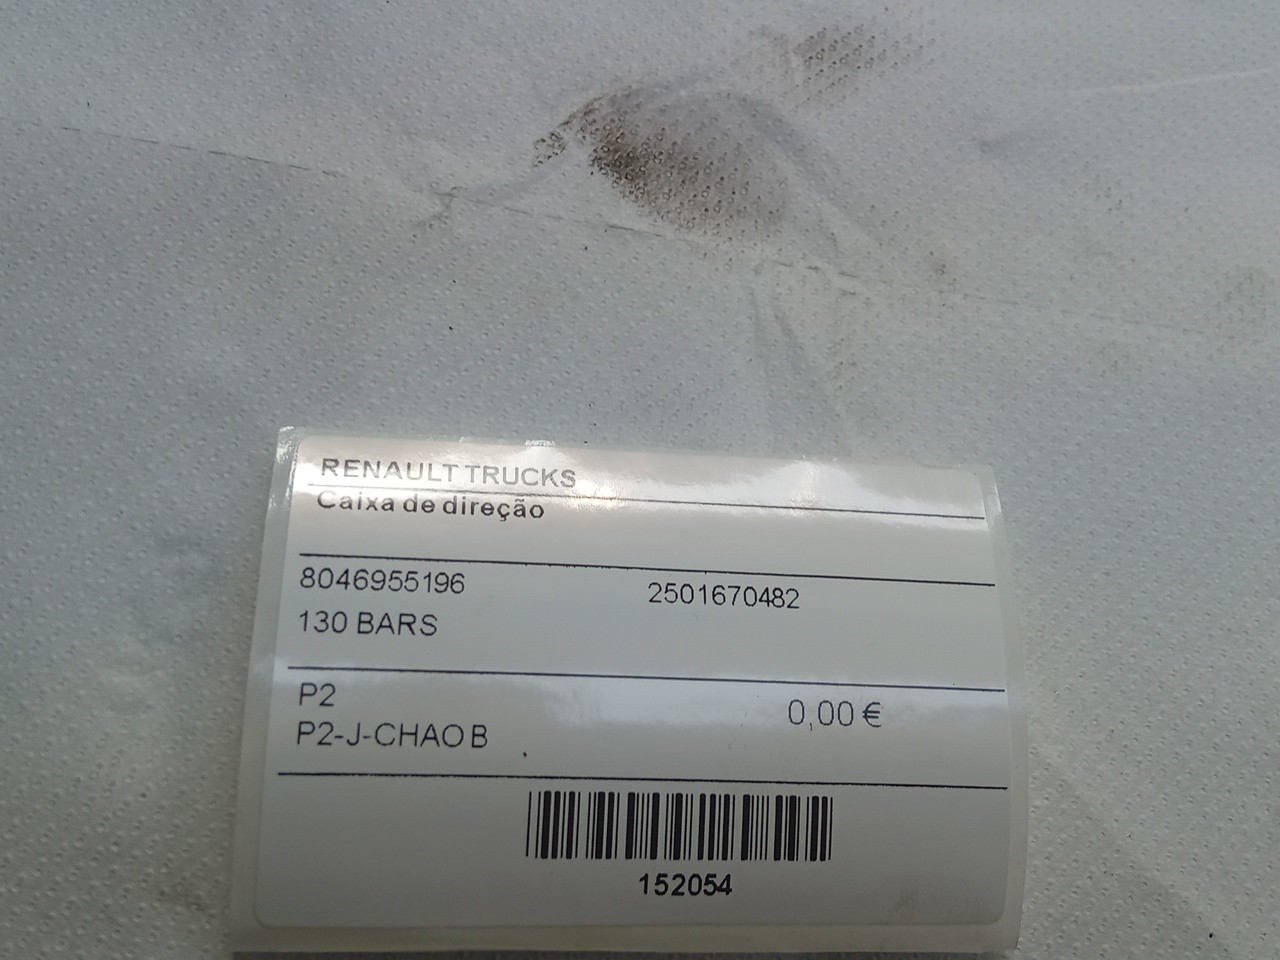 RENAULT TRUCKS
Caixa de direção
8046955196 2501670482
130 BARS
P2
0,00 €
P2-J-CHAO B
152054